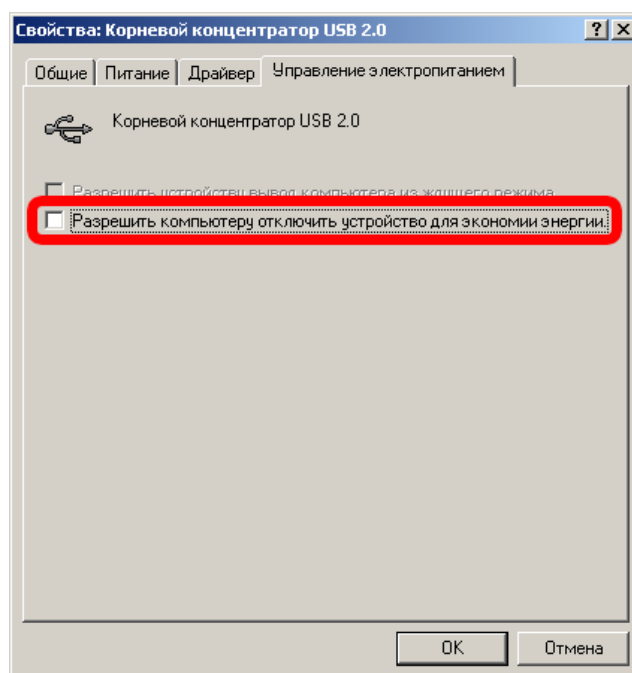 Свойства: Корневой концентратор USB 2.0
Общие Питание Драйвер Управление электропитанием
Корневой концентратор USB 2.0
Разрешить устройству вывод компьютера из ждущего режима
Разрешить компьютеру отключить устройство для экономии энергии.
OK Отмена